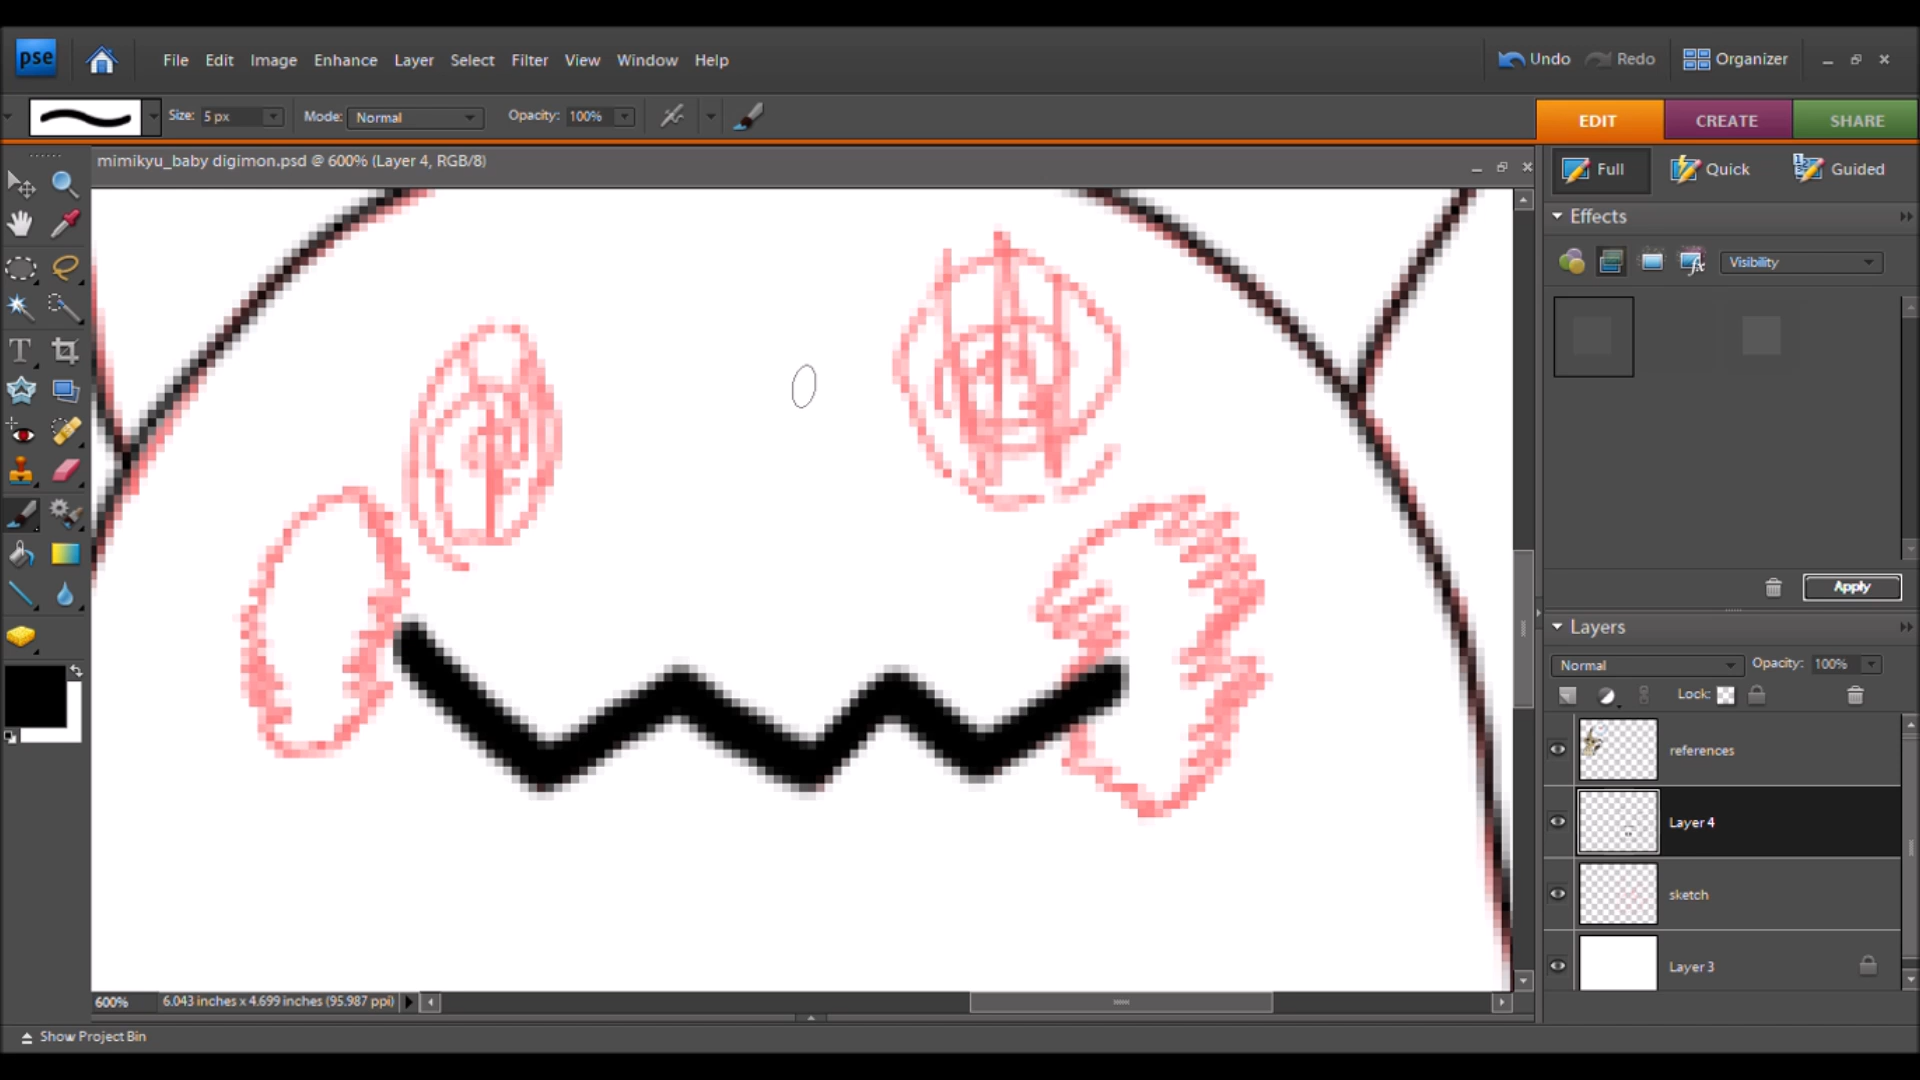 pse File Edit Image Enhance Layer Select Filter View Window Help Undo Redo Organizer
Size: 5 px Mode: Normal Opacity: 100% EDIT CREATE SHARE
mimikyu_baby digimon.psd @ 600% (Layer 4, RGB/8)
Full Quick Guided
Effects
Visibility
Apply
Layers
Normal Opacity: 100%
Lock:
references
Layer 4
sketch
Layer 3
600% 6.043 inches x 4.699 inches (95.987 ppi)
Show Project Bin